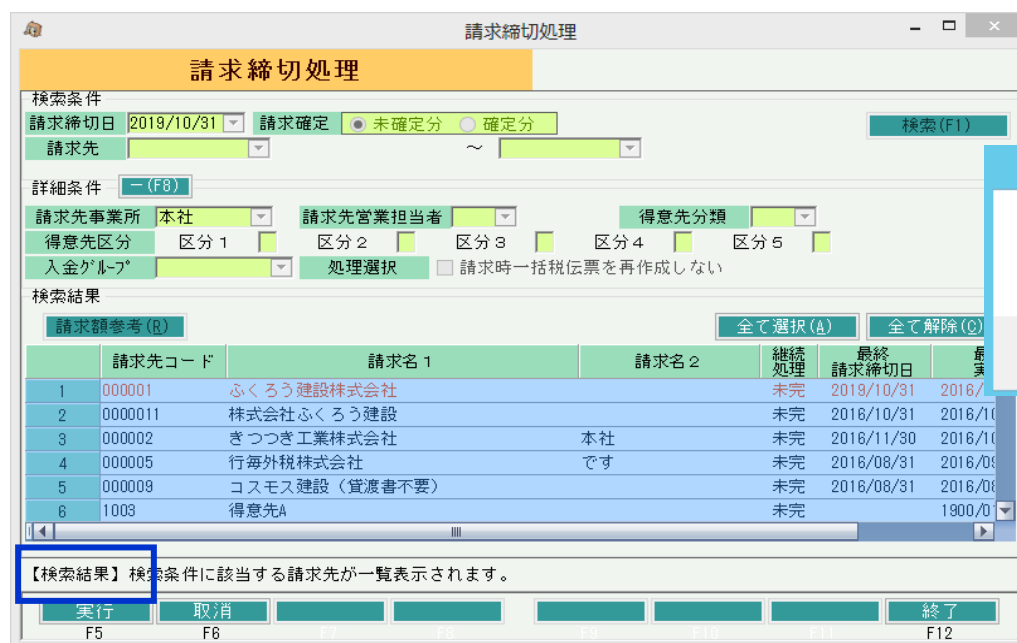 請求締切処理
請求締切処理
検索条件
請求締切日 2019/10/31 請求確定 未確定分 確定分 検索(F1)
請求先 ～
詳細条件 －(F8)
請求先事業所 本社 請求先営業担当者 得意先分類
得意先区分 区分1 区分2 区分3 区分4 区分5
入金ｸﾞﾙｰﾌﾟ 処理選択 請求時一括税伝票を再作成しない
検索結果
請求額参考(R) 全て選択(A) 全て解除(C)
請求先コード 請求名1 請求名2 継続処理 最終請求締切日
1 000001 ふくろう建設株式会社 未完 2019/10/31 2016/
2 0000011 株式会社ふくろう建設 未完 2016/10/31 2016/10
3 000002 きつつき工業株式会社 本社 未完 2016/11/30 2016/10
4 000005 行毎外税株式会社 です 未完 2016/08/31 2016/09
5 000009 コスモス建設（貸渡書不要） 未完 2016/08/31 2016/08
6 1003 得意先A 未完 1900/01
【検索結果】検索条件に該当する請求先が一覧表示されます。
実行 取消 終了
F5 F6 F7 F8 F9 F10 F11 F12